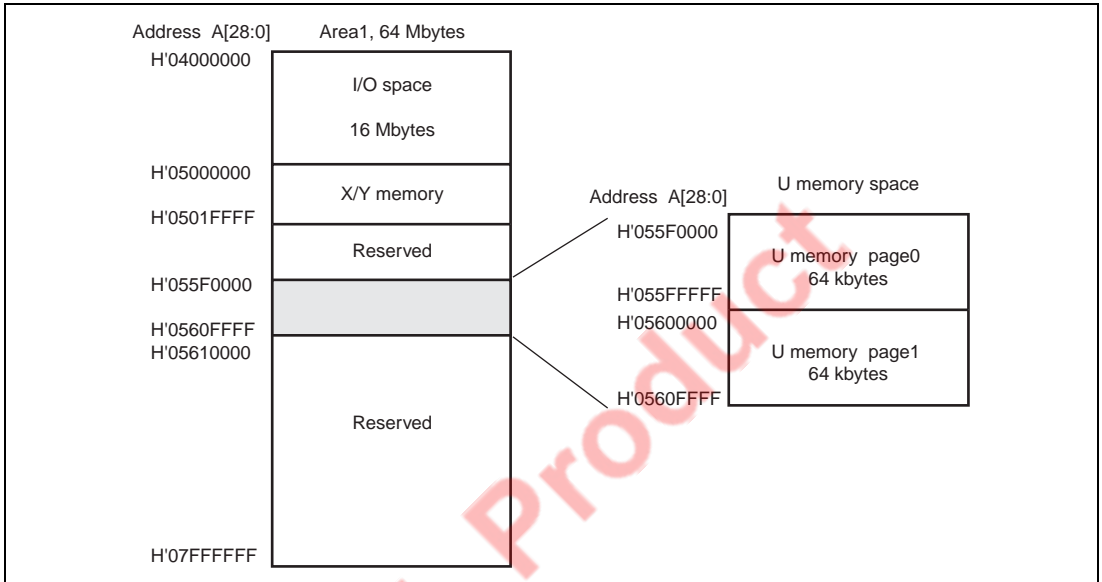 Address A[28:0]
Area1, 64 Mbytes
H'04000000
I/O space
16 Mbytes
H'05000000
X/Y memory
H'0501FFFF
Reserved
H'055F0000
H'0560FFFF
H'05610000
Reserved
H'07FFFFFF
Address A[28:0]
U memory space
H'055F0000
U memory page0
64 kbytes
H'055FFFFF
H'05600000
U memory page1
64 kbytes
H'0560FFFF
Product